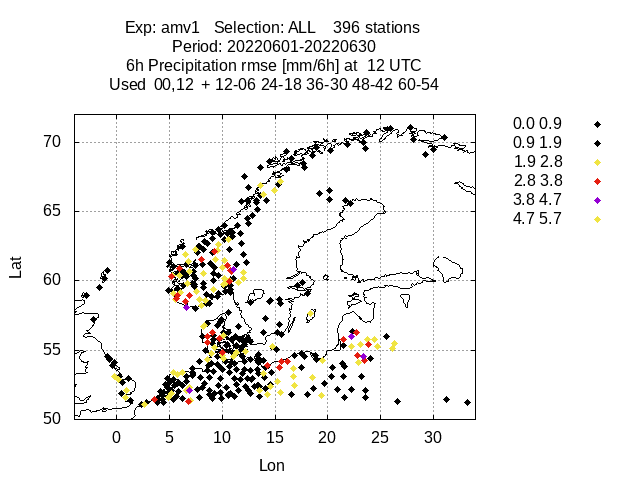 Exp: amv1 Selection: ALL 396 stations
Period: 20220601-20220630
6h Precipitation rmse [mm/6h] at 12 UTC
Used 00,12 + 12-06 24-18 36-30 48-42 60-54
0.0 0.9
0.9 1.9
1.9 2.8
2.8 3.8
3.8 4.7
4.7 5.7
70
65
60
55
50
Lat
0 5 10 15 20 25 30
Lon